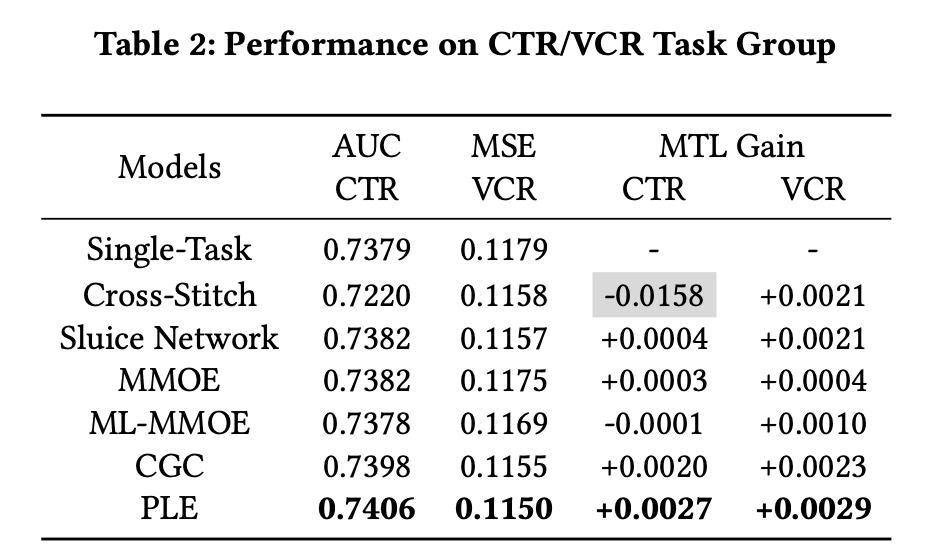 Table 2: Performance on CTR/VCR Task Group
Models AUC CTR MSE VCR MTL Gain CTR VCR
Single-Task 0.7379 0.1179 - -
Cross-Stitch 0.7220 0.1158 -0.0158 +0.0021
Sluice Network 0.7382 0.1157 +0.0004 +0.0021
MMOE 0.7382 0.1175 +0.0003 +0.0004
ML-MMOE 0.7378 0.1169 -0.0001 +0.0010
CGC 0.7398 0.1155 +0.0020 +0.0023
PLE 0.7406 0.1150 +0.0027 +0.0029